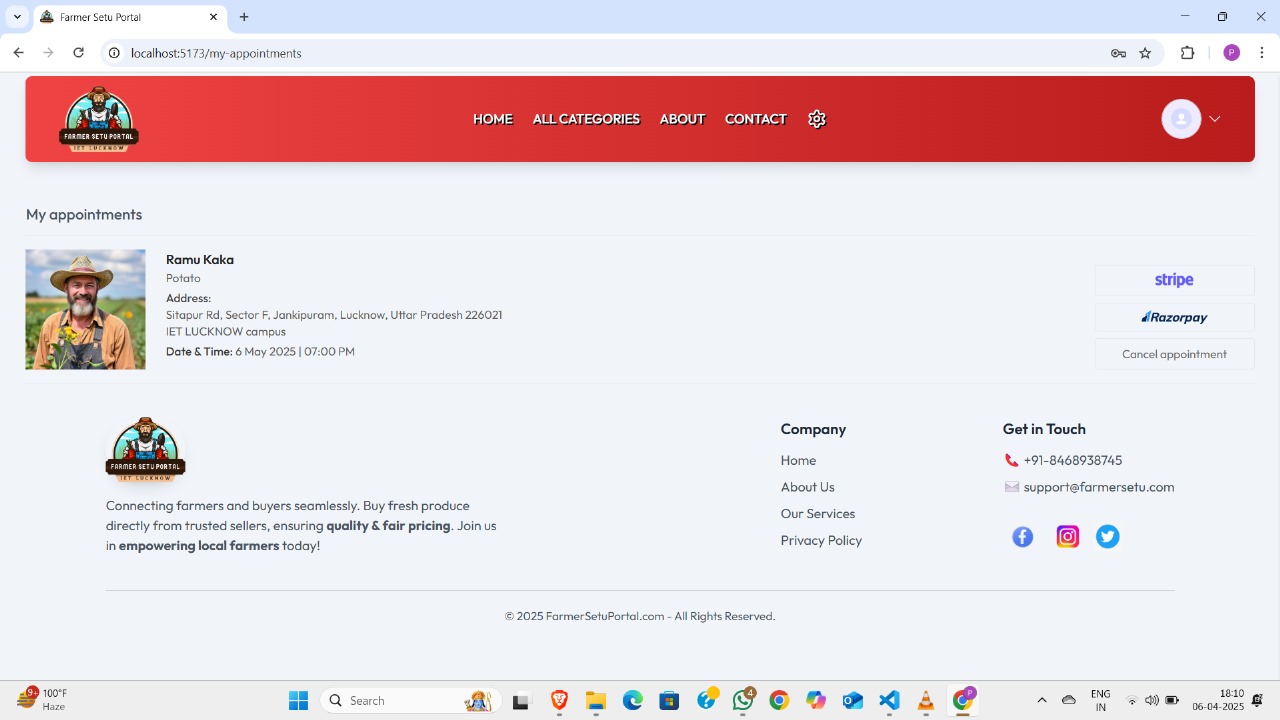 Farmer Setu Portal
localhost:5173/my-appointments
P
FARMER SETU PORTAL
IET LUCKNOW
HOME ALL CATEGORIES ABOUT CONTACT
My appointments
Ramu Kaka
Potato
Address:
Sitapur Rd, Sector F, Jankipuram, Lucknow, Uttar Pradesh 226021
IET LUCKNOW campus
Date & Time: 6 May 2025 | 07:00 PM
stripe
Razorpay
Cancel appointment
FARMER SETU PORTAL
IET LUCKNOW
Connecting farmers and buyers seamlessly. Buy fresh produce
directly from trusted sellers, ensuring quality & fair pricing. Join us
in empowering local farmers today!
Company
Home
About Us
Our Services
Privacy Policy
Get in Touch
+91-8468938745
support@farmersetu.com
© 2025 FarmerSetuPortal.com - All Rights Reserved.
9+
100°F
Haze
Search
4
P
ENG
IN
18:10
06-04-2025